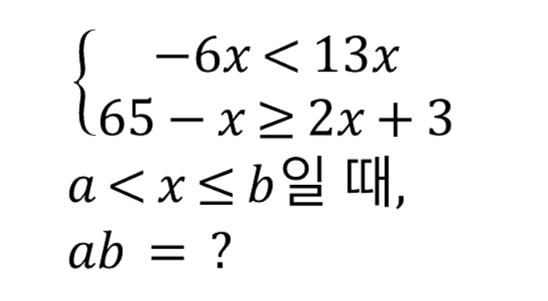 −6x < 13x
65 − x ≥ 2x + 3
a < x ≤ b일 때,
ab = ?